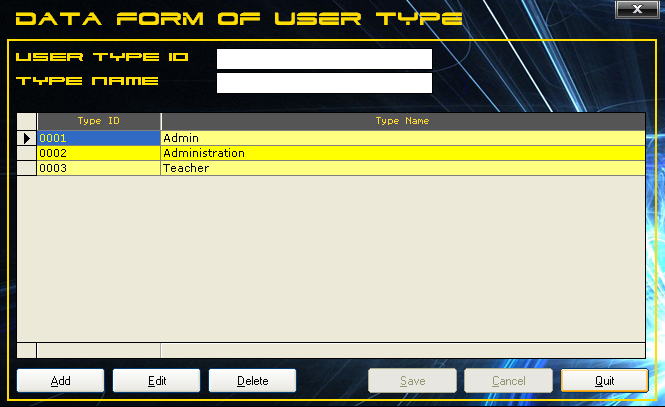 DATA FORM OF USER TYPE
X
USER TYPE ID
TYPE NAME
Type ID Type Name
0001 Admin
0002 Administration
0003 Teacher
Add Edit Delete Save Cancel Quit